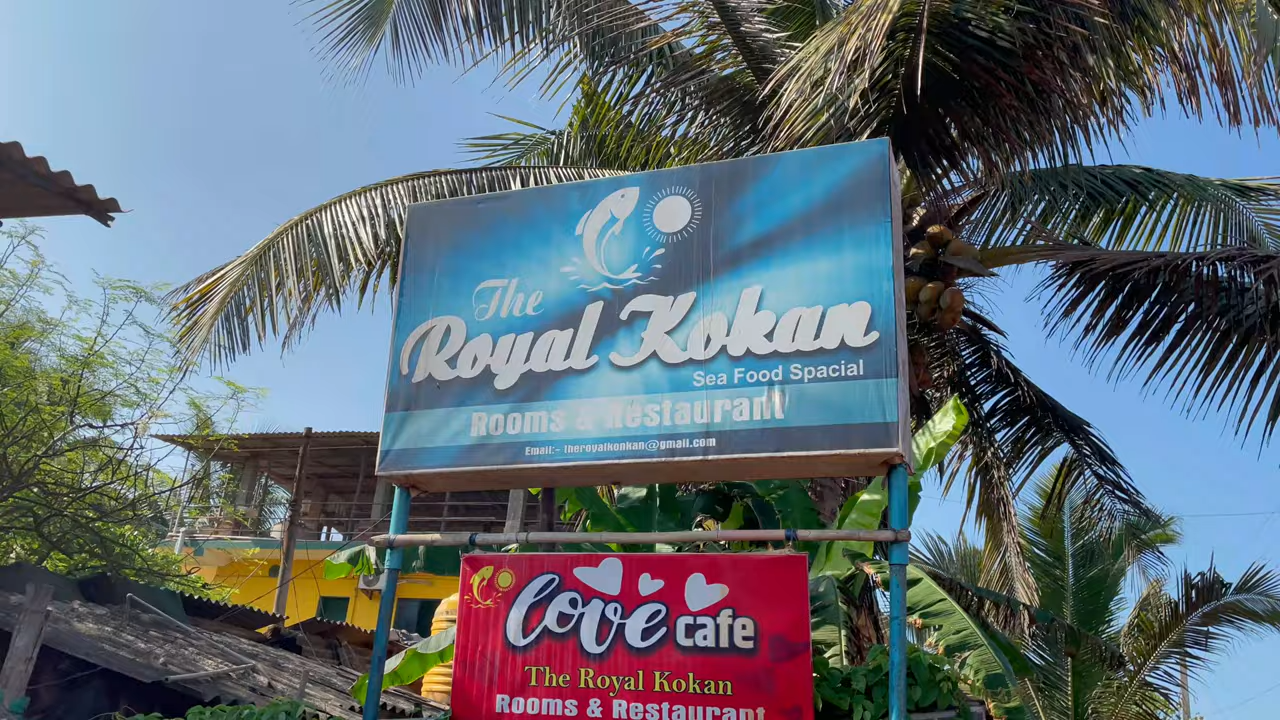 The
Royal Kokan
Sea Food Spacial
Rooms & Restaurant
Email:- theroyalkonkan@gmail.com
Love cafe
The Royal Kokan
Rooms & Restaurant